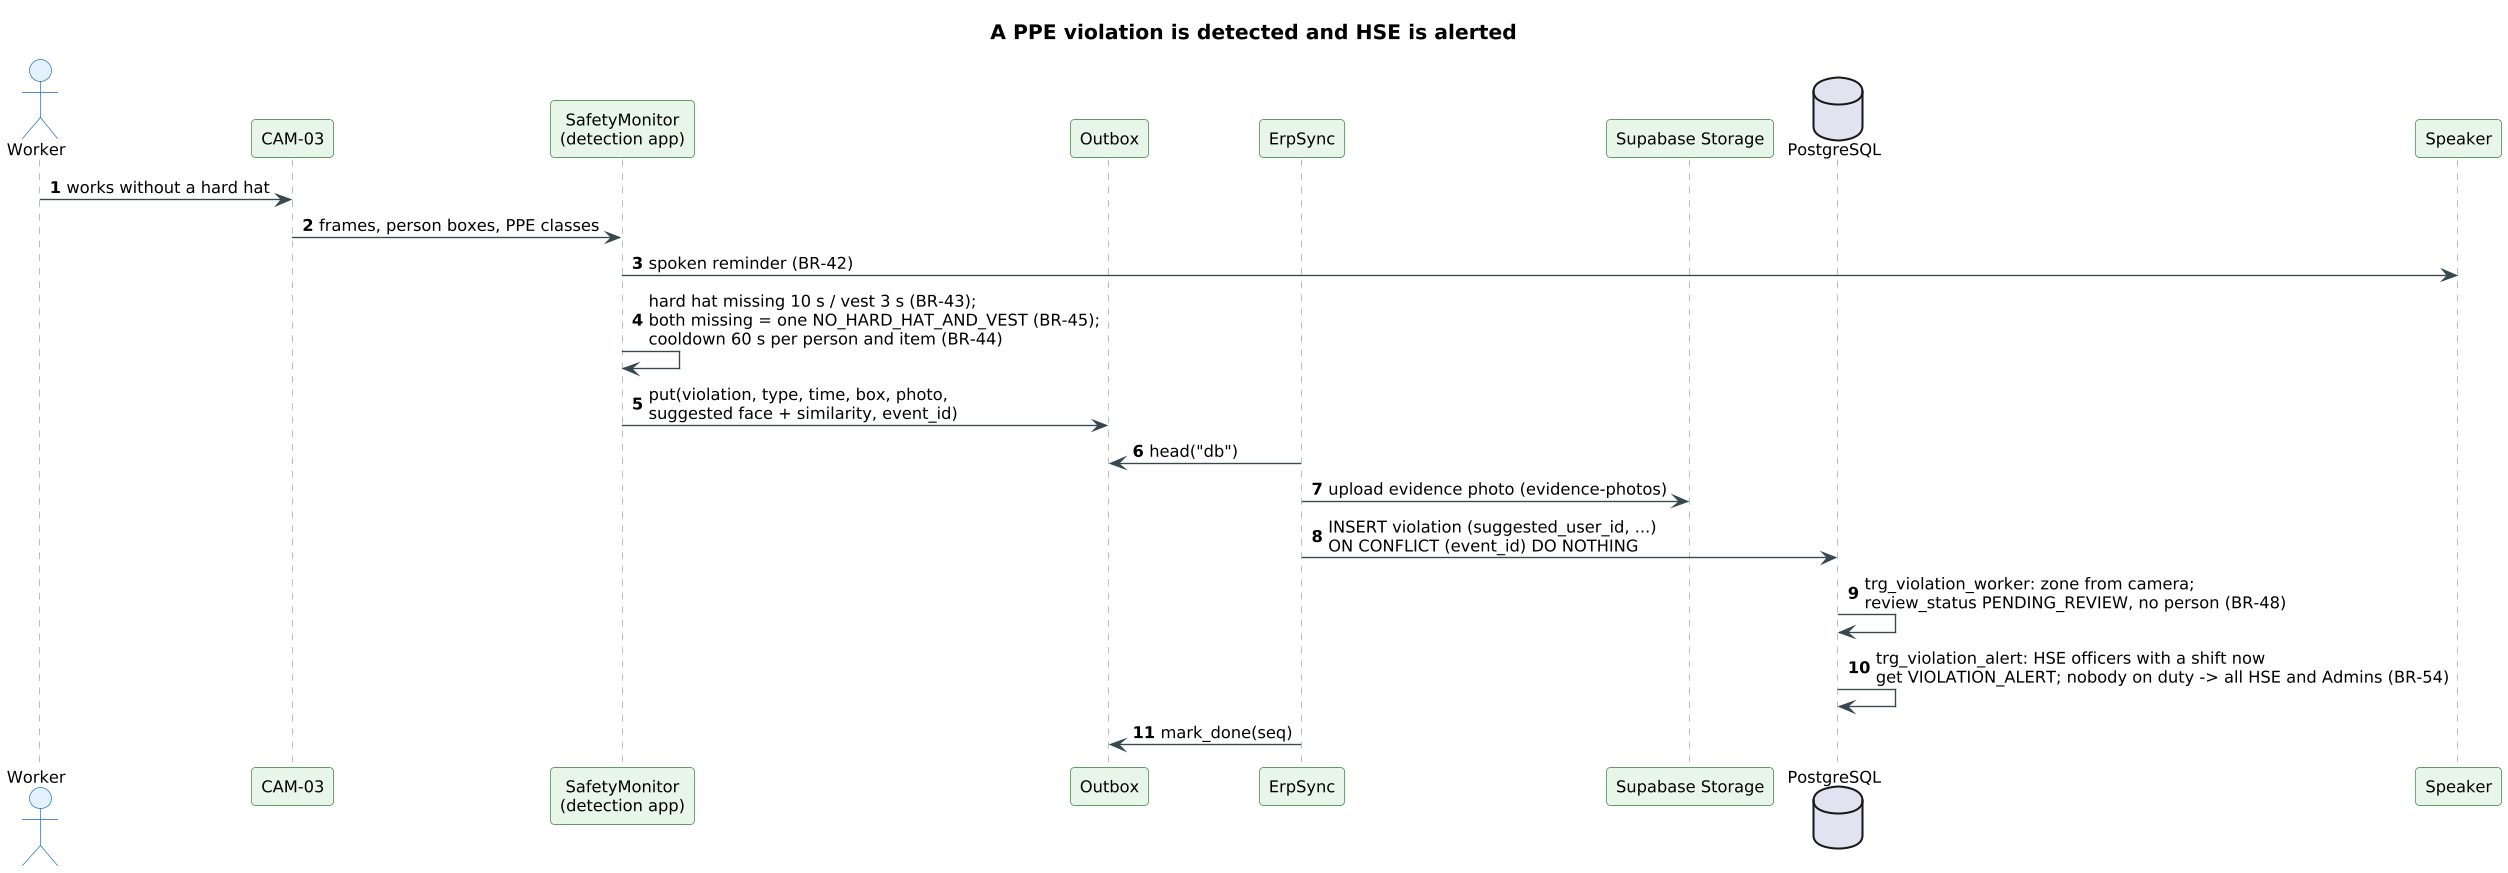 A PPE violation is detected and HSE is alerted
Worker
CAM-03
SafetyMonitor
(detection app)
Outbox
ErpSync
Supabase Storage
PostgreSQL
Speaker
1 works without a hard hat
2 frames, person boxes, PPE classes
3 spoken reminder (BR-42)
hard hat missing 10 s / vest 3 s (BR-43);
4 both missing = one NO_HARD_HAT_AND_VEST (BR-45);
cooldown 60 s per person and item (BR-44)
5 put(violation, type, time, box, photo,
suggested face + similarity, event_id)
6 head("db")
7 upload evidence photo (evidence-photos)
8 INSERT violation (suggested_user_id, ...)
ON CONFLICT (event_id) DO NOTHING
9 trg_violation_worker: zone from camera;
review_status PENDING_REVIEW, no person (BR-48)
10 trg_violation_alert: HSE officers with a shift now
get VIOLATION_ALERT; nobody on duty -> all HSE and Admins (BR-54)
11 mark_done(seq)
Worker
CAM-03
SafetyMonitor
(detection app)
Outbox
ErpSync
Supabase Storage
PostgreSQL
Speaker